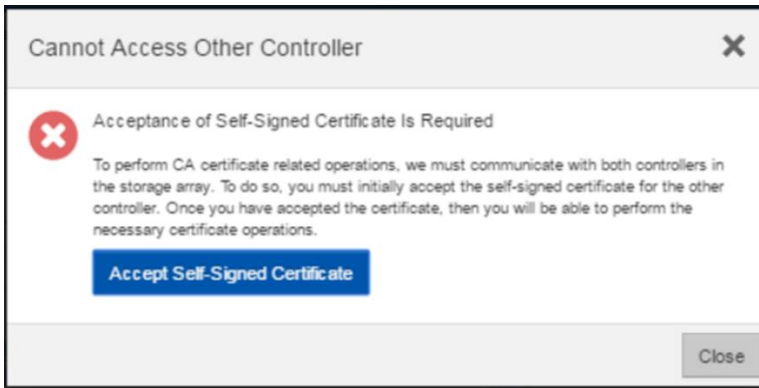 Cannot Access Other Controller
Acceptance of Self-Signed Certificate Is Required
To perform CA certificate related operations, we must communicate with both controllers in
the storage array. To do so, you must initially accept the self-signed certificate for the other
controller. Once you have accepted the certificate, then you will be able to perform the
necessary certificate operations.
Accept Self-Signed Certificate
Close